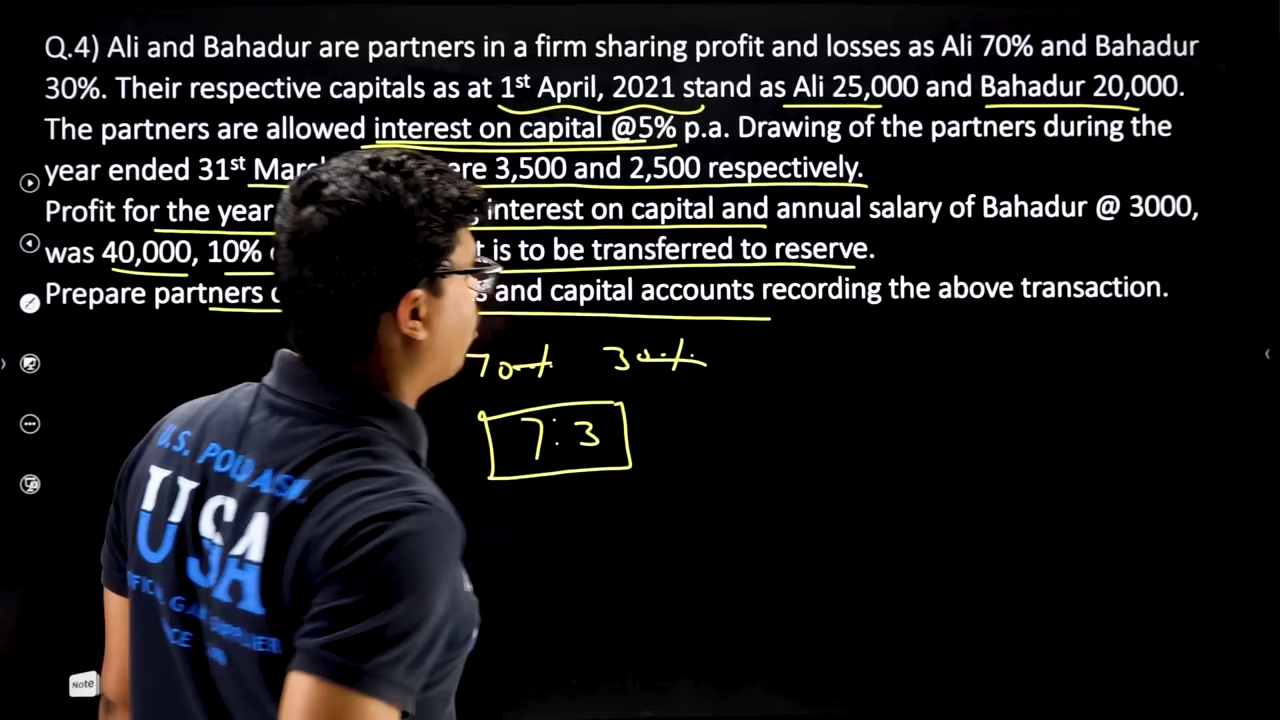 Q.4) Ali and Bahadur are partners in a firm sharing profit and losses as Ali 70% and Bahadur
30%. Their respective capitals as at 1st April, 2021 stand as Ali 25,000 and Bahadur 20,000.
The partners are allowed interest on capital @5% p.a. Drawing of the partners during the
year ended 31st 3,500 and 2,500 respectively.
Profit for the year interest on capital and annual salary of Bahadur @ 3000,
was 40,000, 10% is to be transferred to reserve.
Prepare partners and capital accounts recording the above transaction.
70% 30%
7:3
U.S. POLO ASSN.
USA
Note